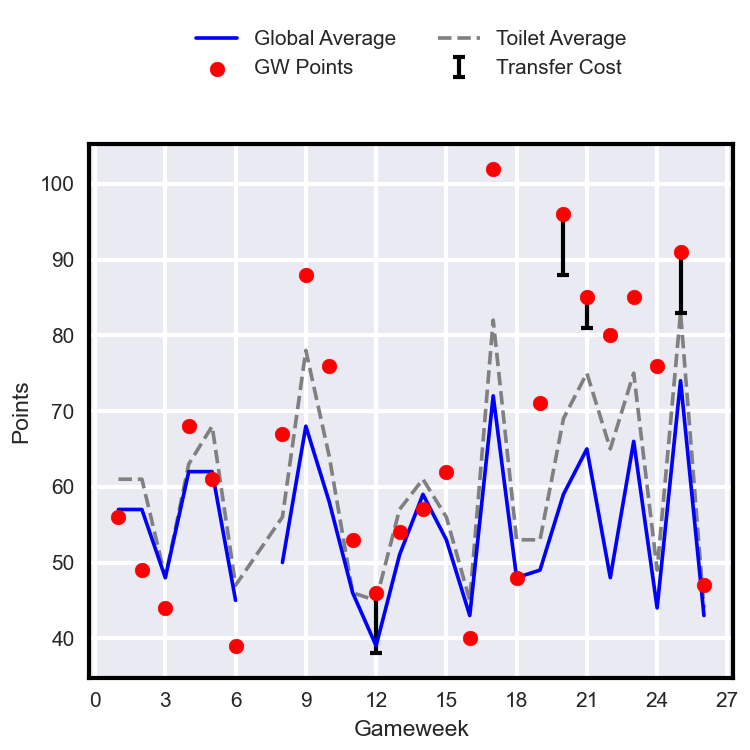 Global Average
Toilet Average
GW Points
Transfer Cost
100
90
80
70
60
50
40
Points
0 3 6 9 12 15 18 21 24 27
Gameweek